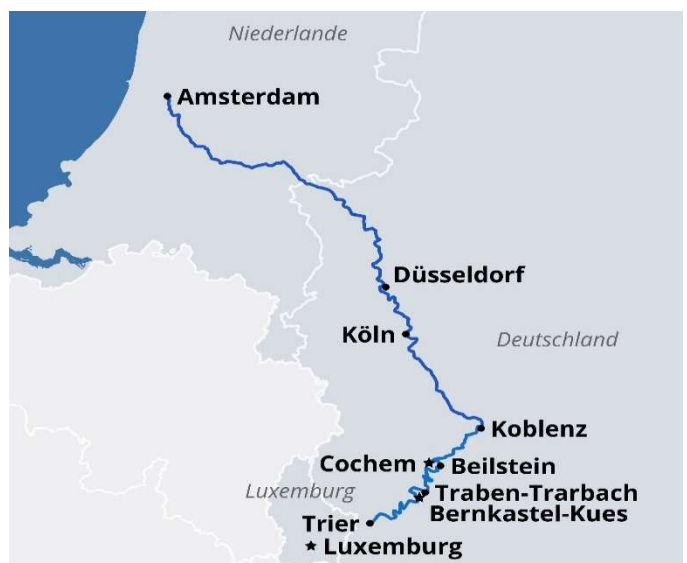 Niederlande
Amsterdam
Düsseldorf
Köln
Deutschland
Koblenz
Cochem
Beilstein
Luxemburg
Traben-Trarbach
Bernkastel-Kues
Trier
Luxemburg